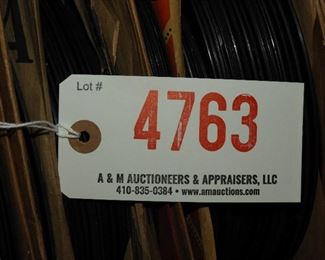 Lot #
4763
A & M AUCTIONEERS & APPRAISERS, LLC
410-835-0384 • www.amauctions.com